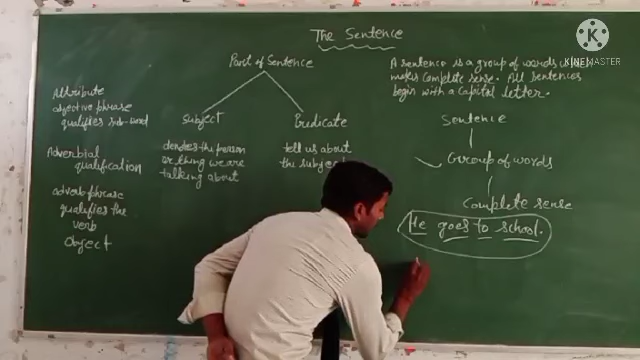 The Sentence
Part of Sentence
Subject
denotes the person
or thing we are
talking about
Predicate
tell us about
the subject
Attribute
adjective phrase
qualifies
Adverbial
qualification
adverb phrase
qualifies the
verb
Object
A sentence is a group of words
makes complete sense. All sentences
begin with a Capital letter.
Sentence
Group of words
Complete sense
He goes to school.
KINEMASTER